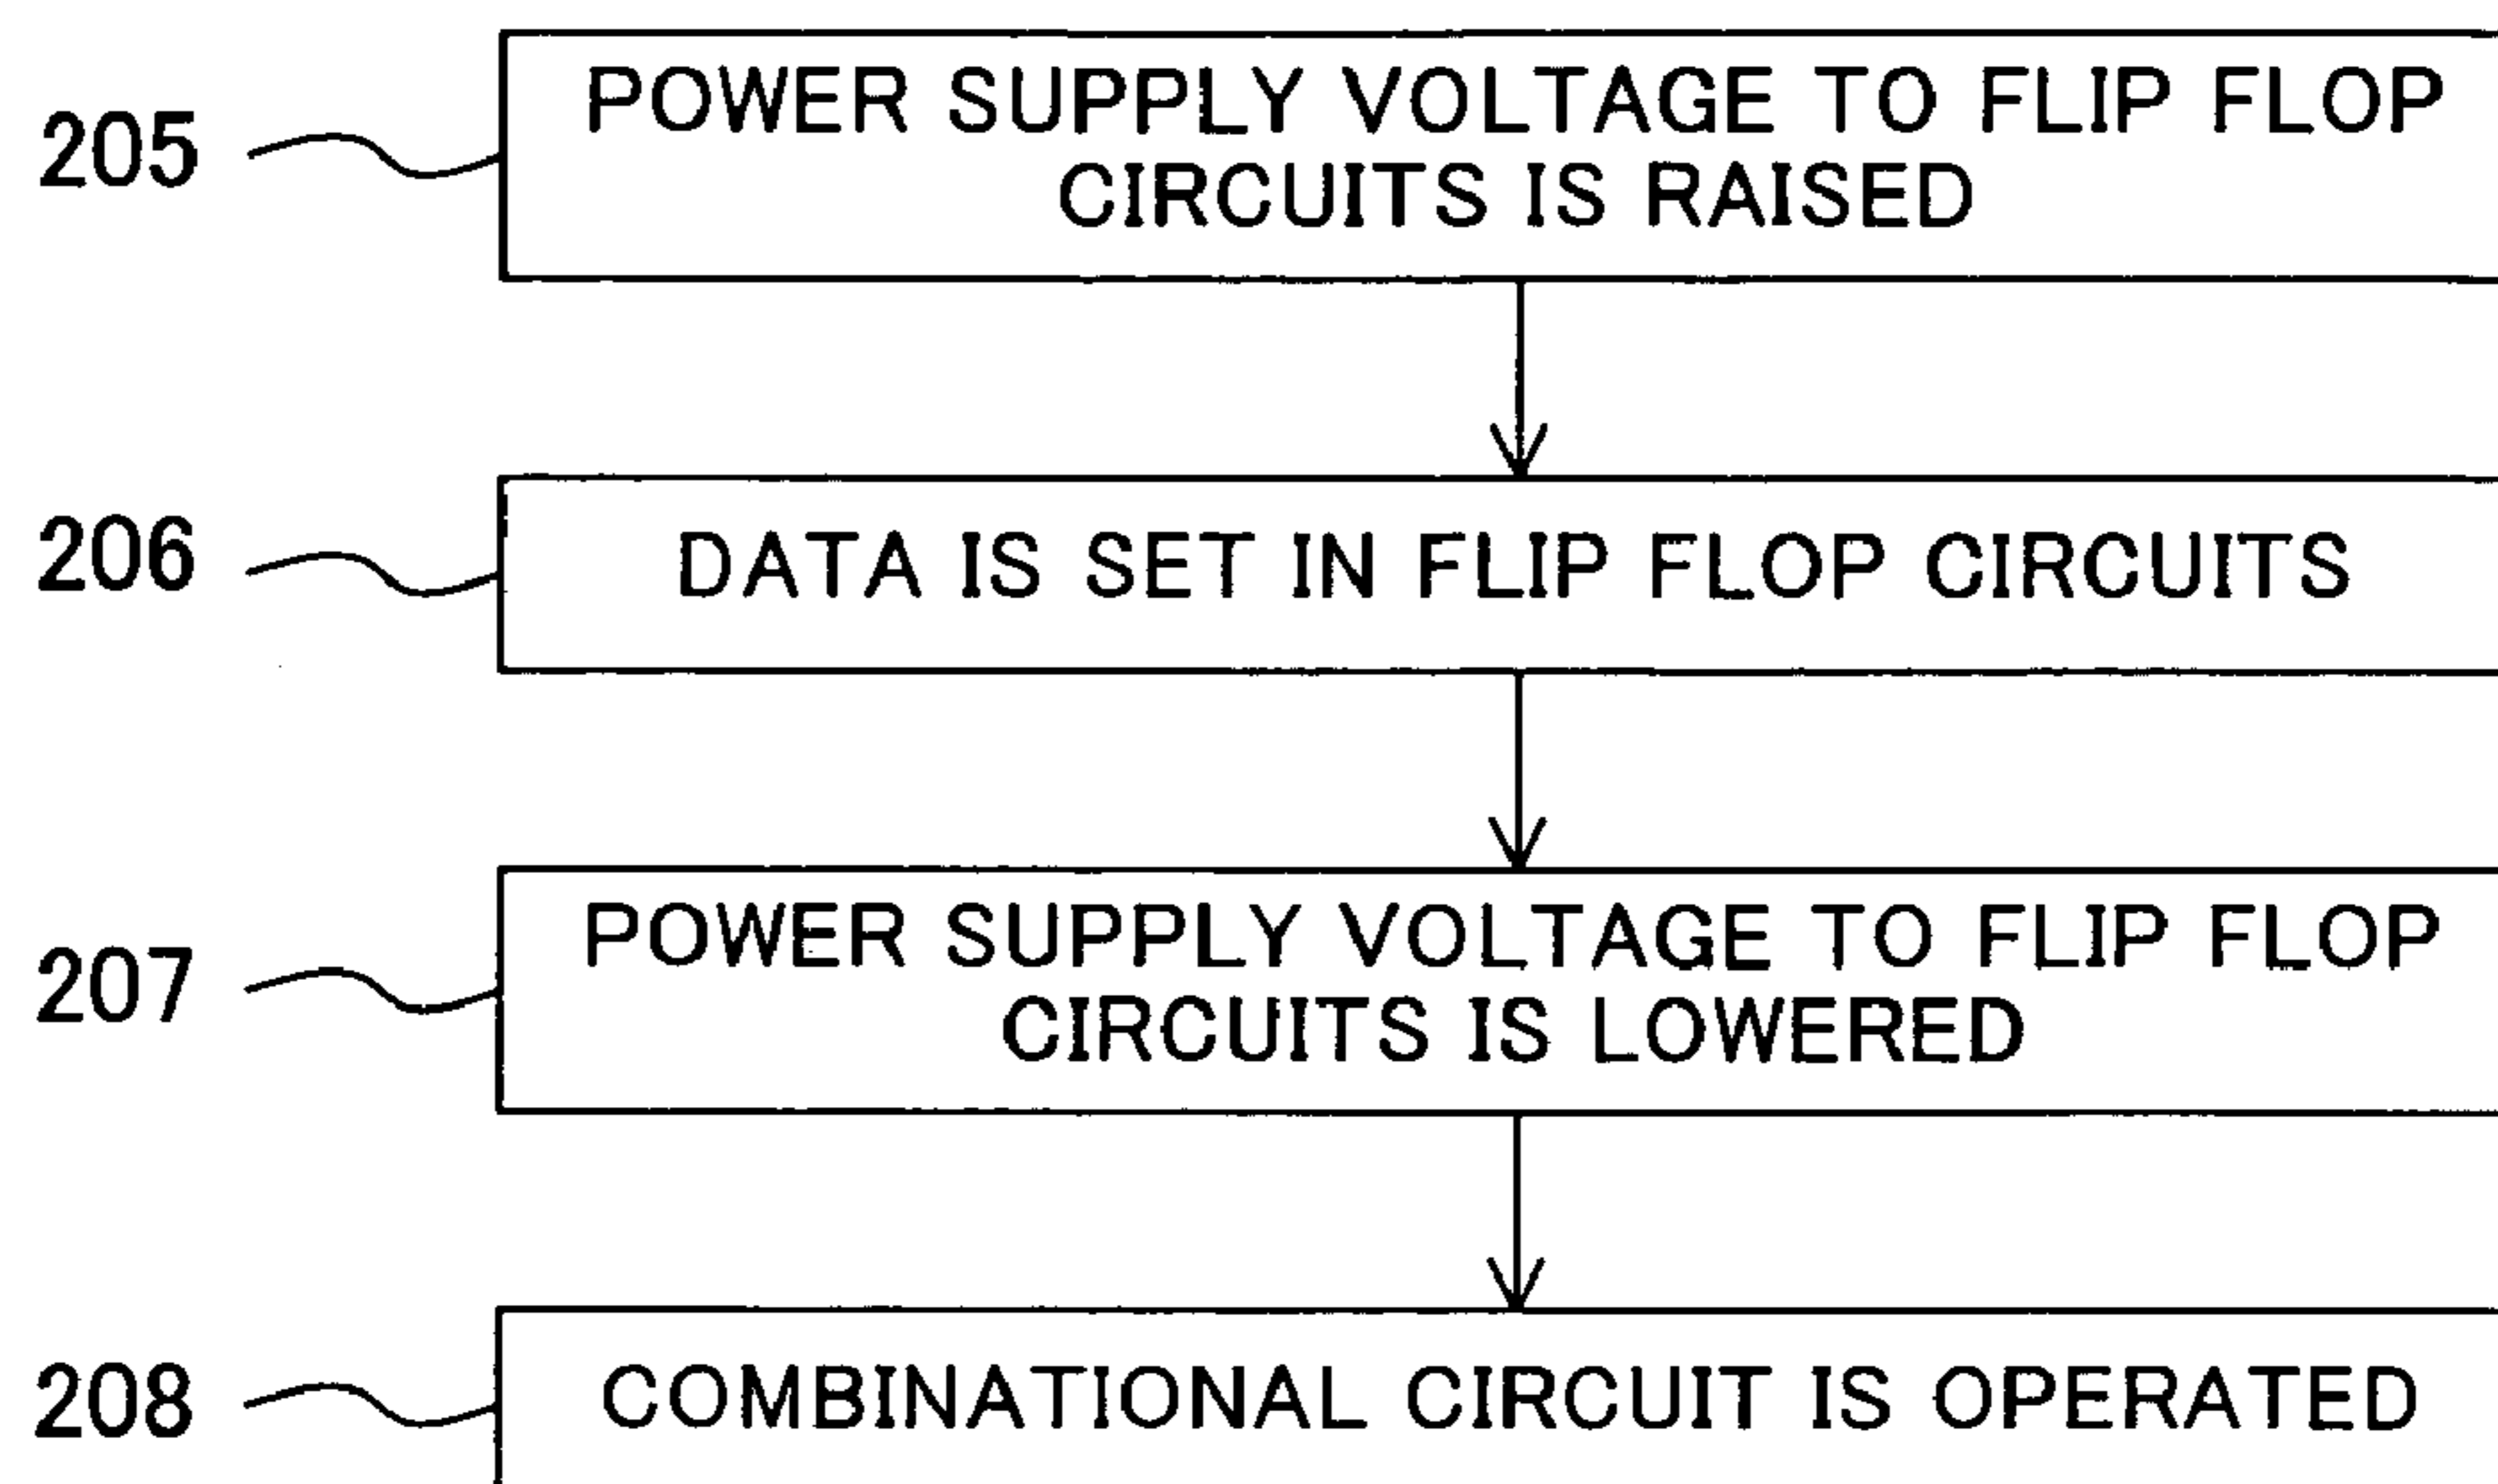 205
POWER SUPPLY VOLTAGE TO FLIP FLOP
CIRCUITS IS RAISED
206
DATA IS SET IN FLIP FLOP CIRCUITS
207
POWER SUPPLY VOLTAGE TO FLIP FLOP
CIRCUITS IS LOWERED
208
COMBINATIONAL CIRCUIT IS OPERATED